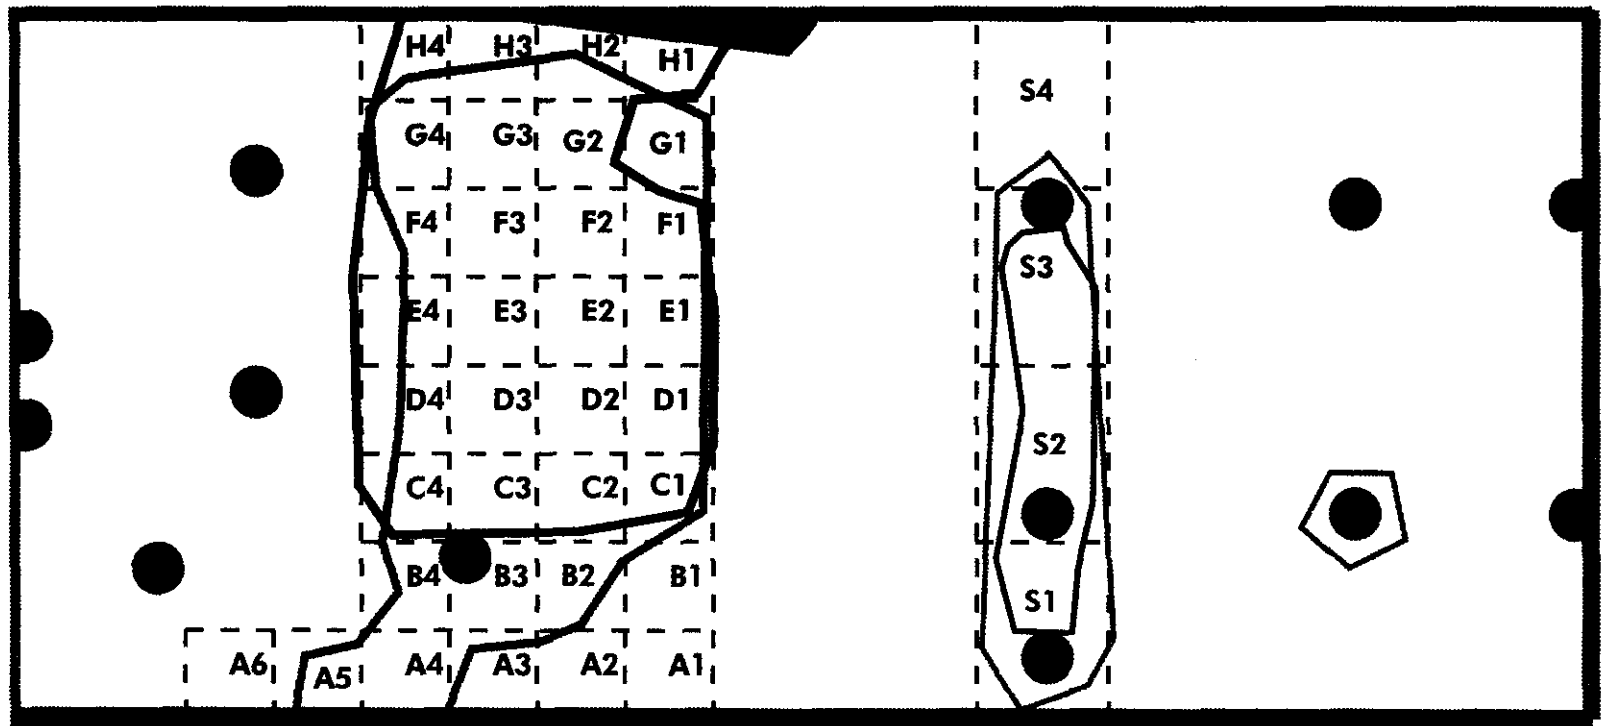 H4 H3 H2 H1
S4
G4 G3 G2 G1
F4 F3 F2 F1
S3
E4 E3 E2 E1
D4 D3 D2 D1
S2
C4 C3 C2 C1
B4 B3 B2 B1
S1
A6 A5 A4 A3 A2 A1